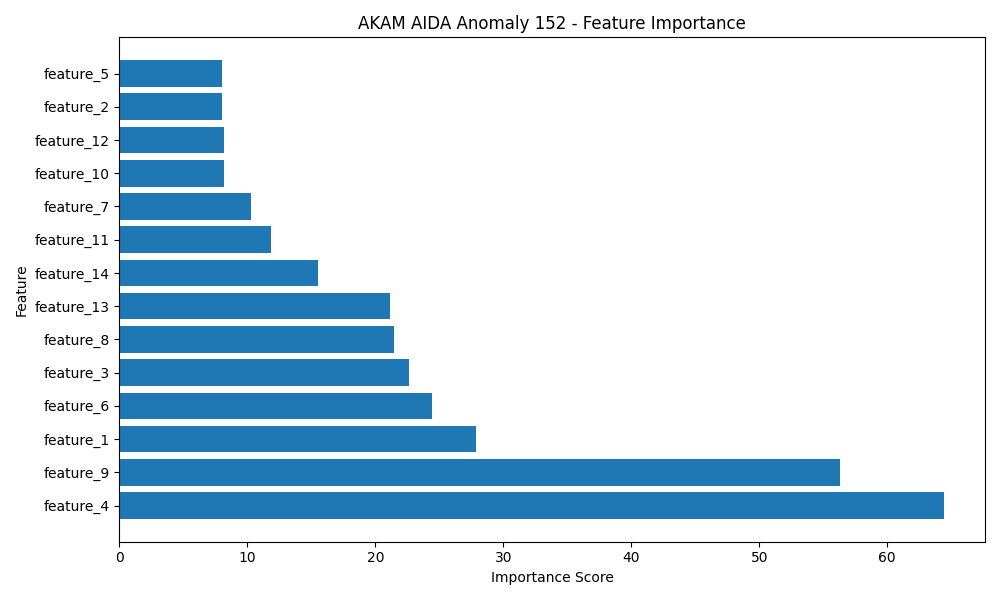 AKAM AIDA Anomaly 152 - Feature Importance
feature_5
feature_2
feature_12
feature_10
feature_7
feature_11
feature_14
feature_13
feature_8
feature_3
feature_6
feature_1
feature_9
feature_4
Feature
0 10 20 30 40 50 60
Importance Score